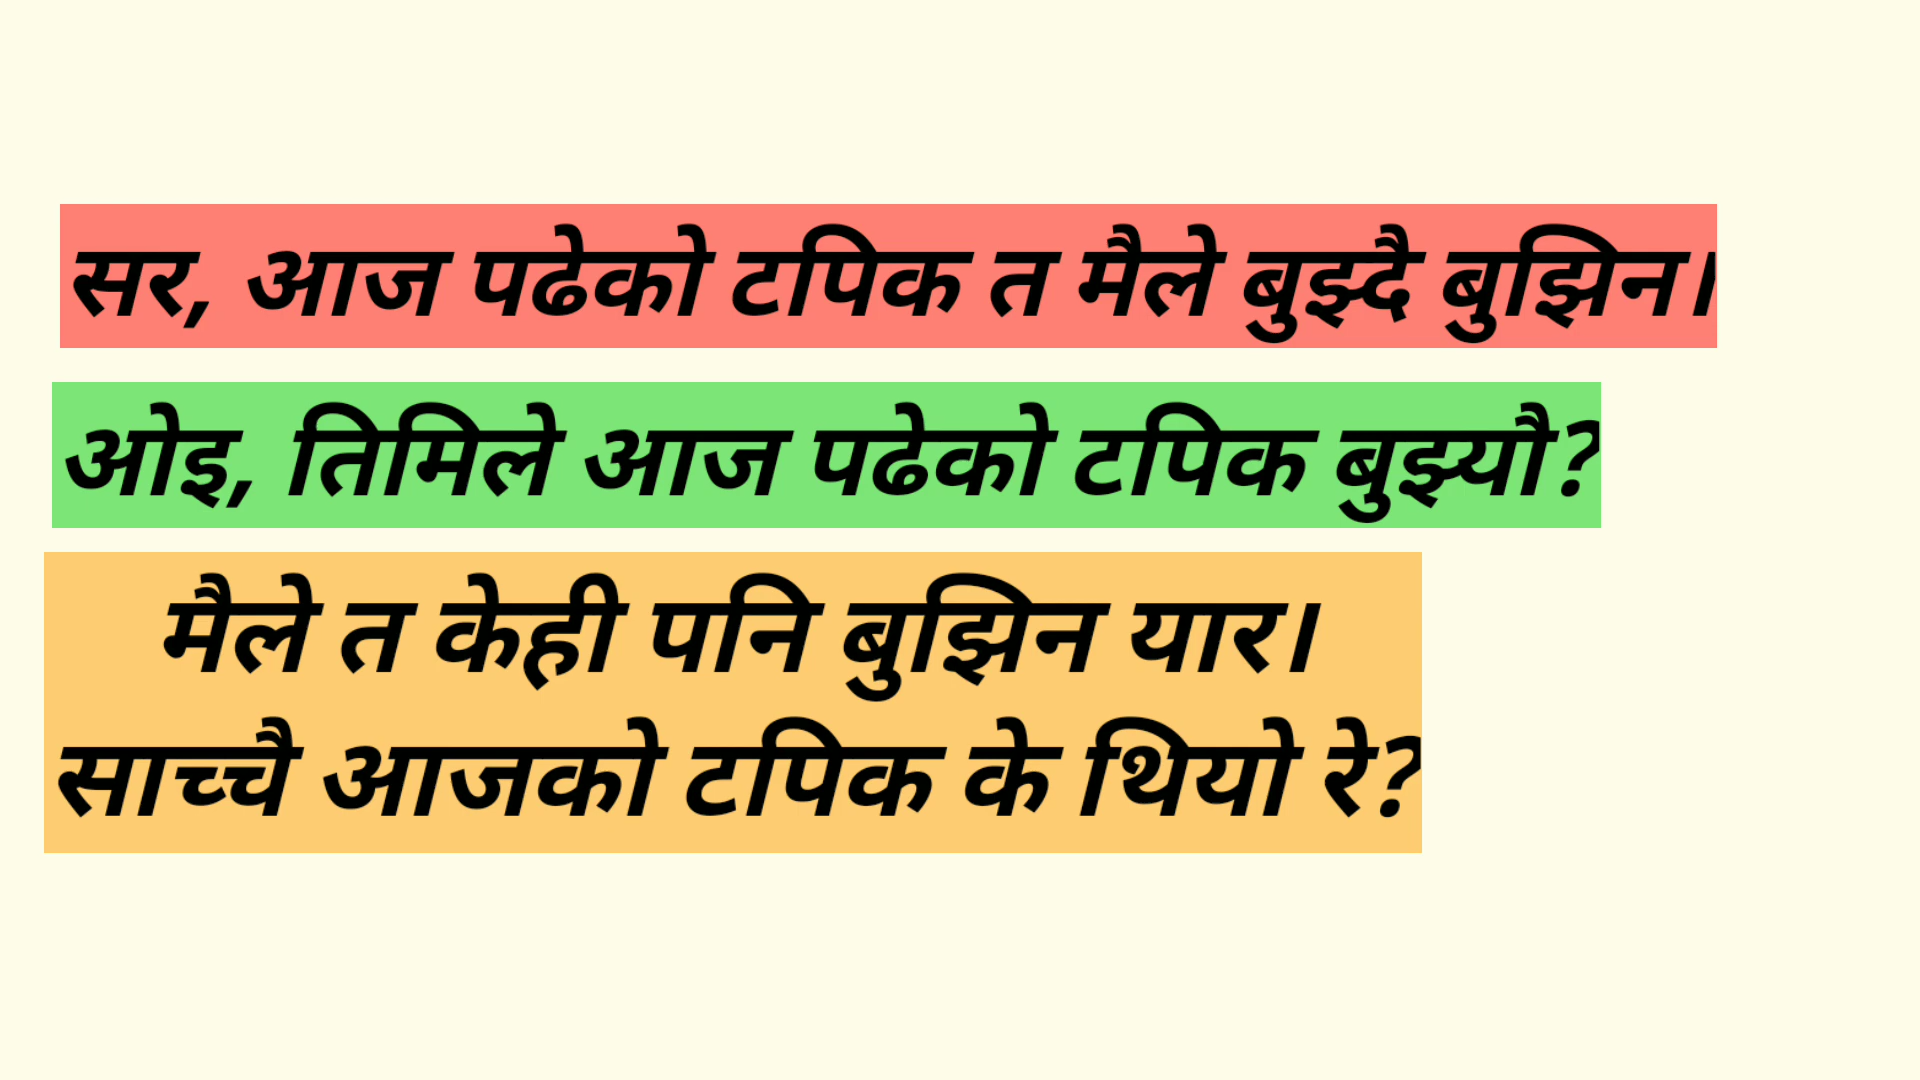 सर, आज पढेको टपिक त मैले बुझ्दै बुझिन।
ओइ, तिमिले आज पढेको टपिक बुझ्यौ?
मैले त केही पनि बुझिन यार।
साच्चै आजको टपिक के थियो रे?